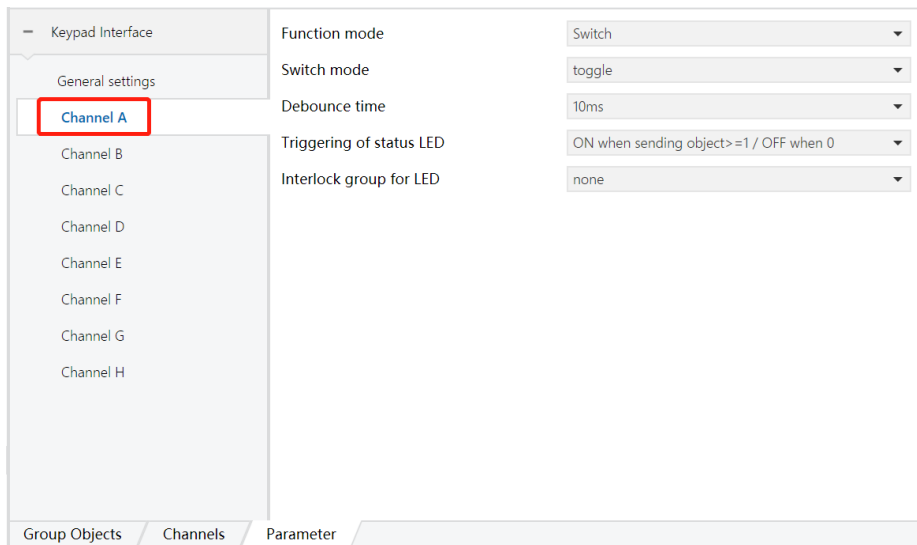 Keypad Interface
General settings
Channel A
Channel B
Channel C
Channel D
Channel E
Channel F
Channel G
Channel H
Function mode Switch
Switch mode toggle
Debounce time 10ms
Triggering of status LED ON when sending object>=1 / OFF when 0
Interlock group for LED none
Group Objects Channels Parameter